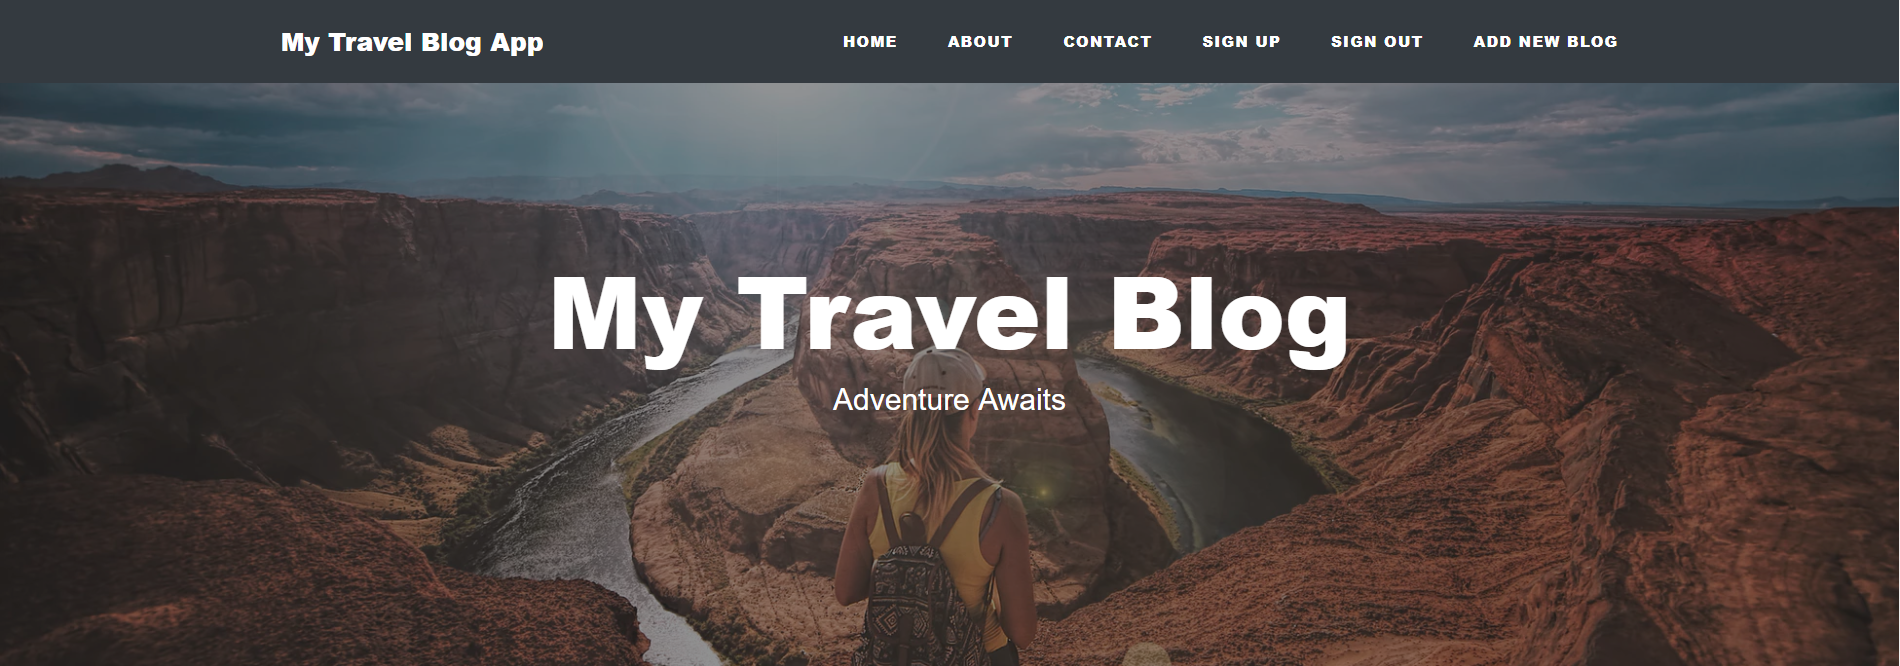 My Travel Blog App
HOME ABOUT CONTACT SIGN UP SIGN OUT ADD NEW BLOG
My Travel Blog
Adventure Awaits